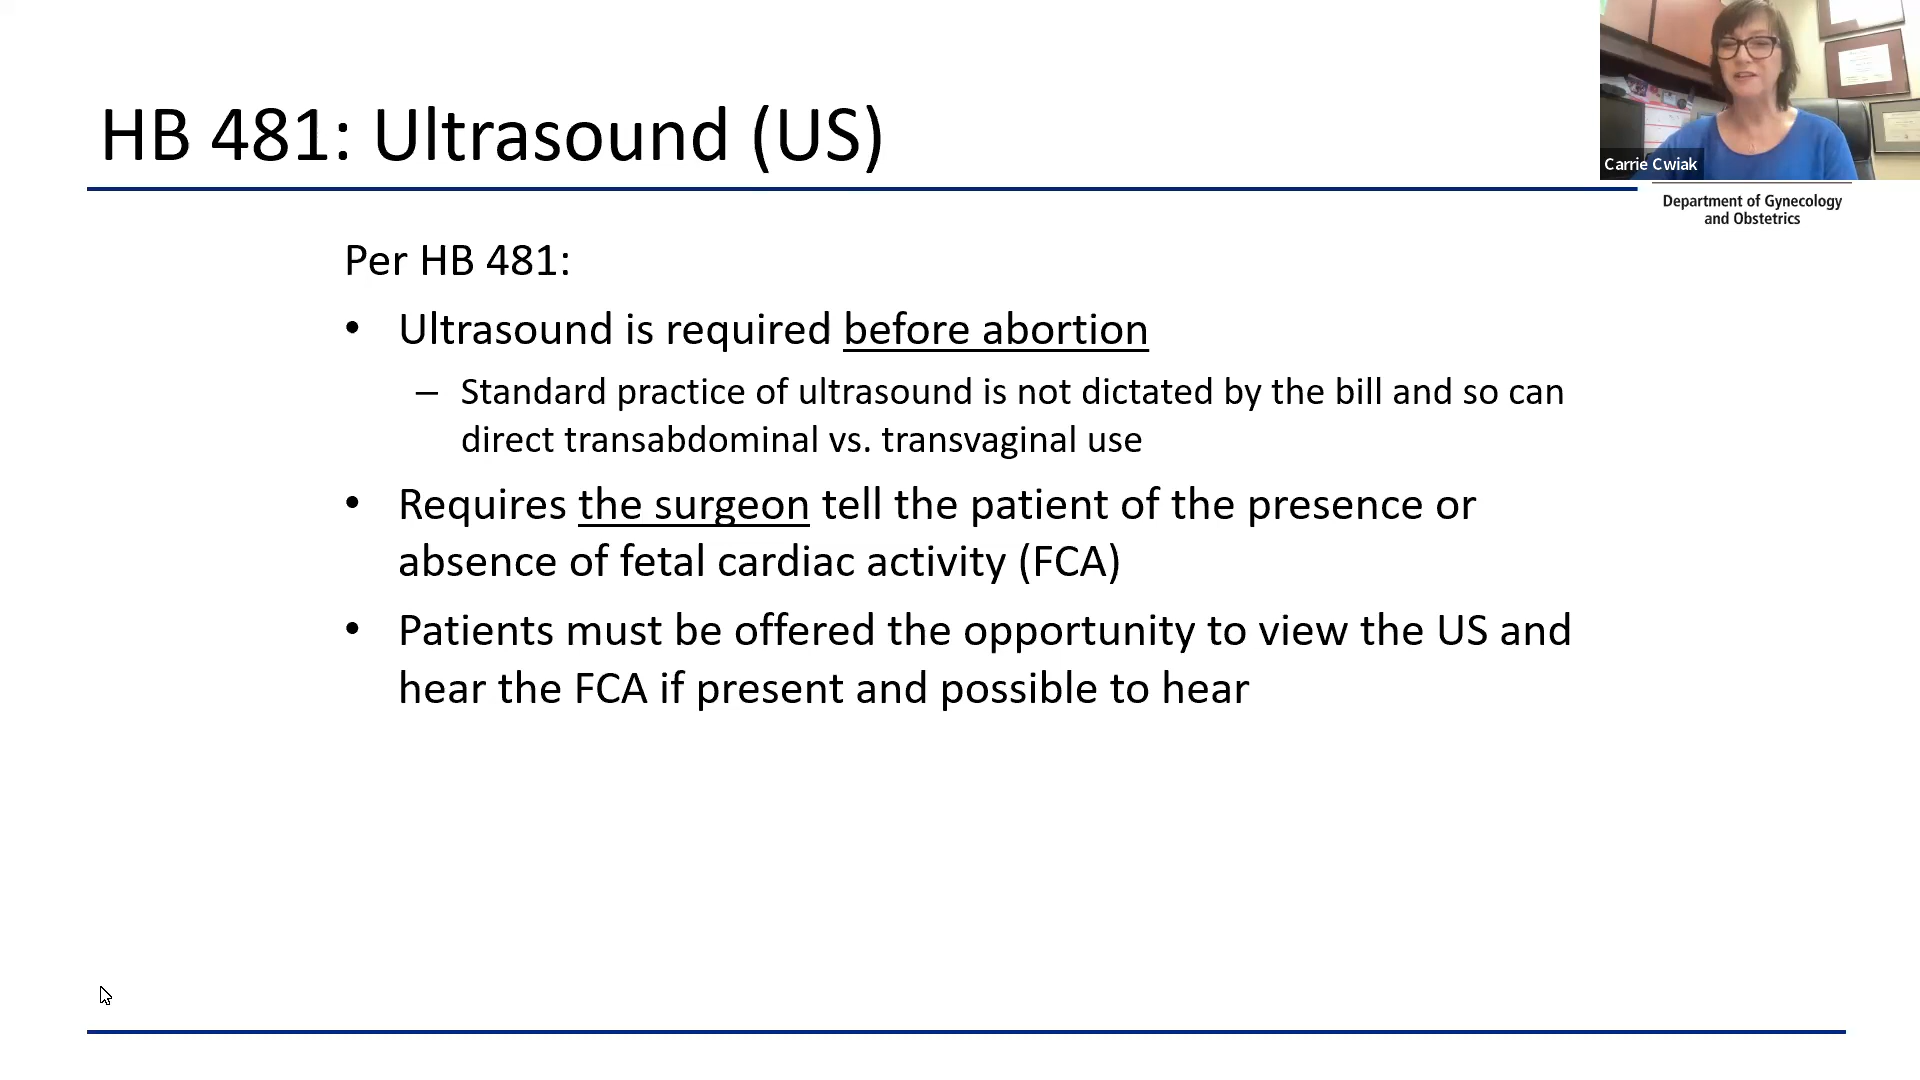 HB 481: Ultrasound (US)
Carrie Cwiak
Department of Gynecology
and Obstetrics
Per HB 481:
• Ultrasound is required before abortion
– Standard practice of ultrasound is not dictated by the bill and so can
direct transabdominal vs. transvaginal use
• Requires the surgeon tell the patient of the presence or
absence of fetal cardiac activity (FCA)
• Patients must be offered the opportunity to view the US and
hear the FCA if present and possible to hear